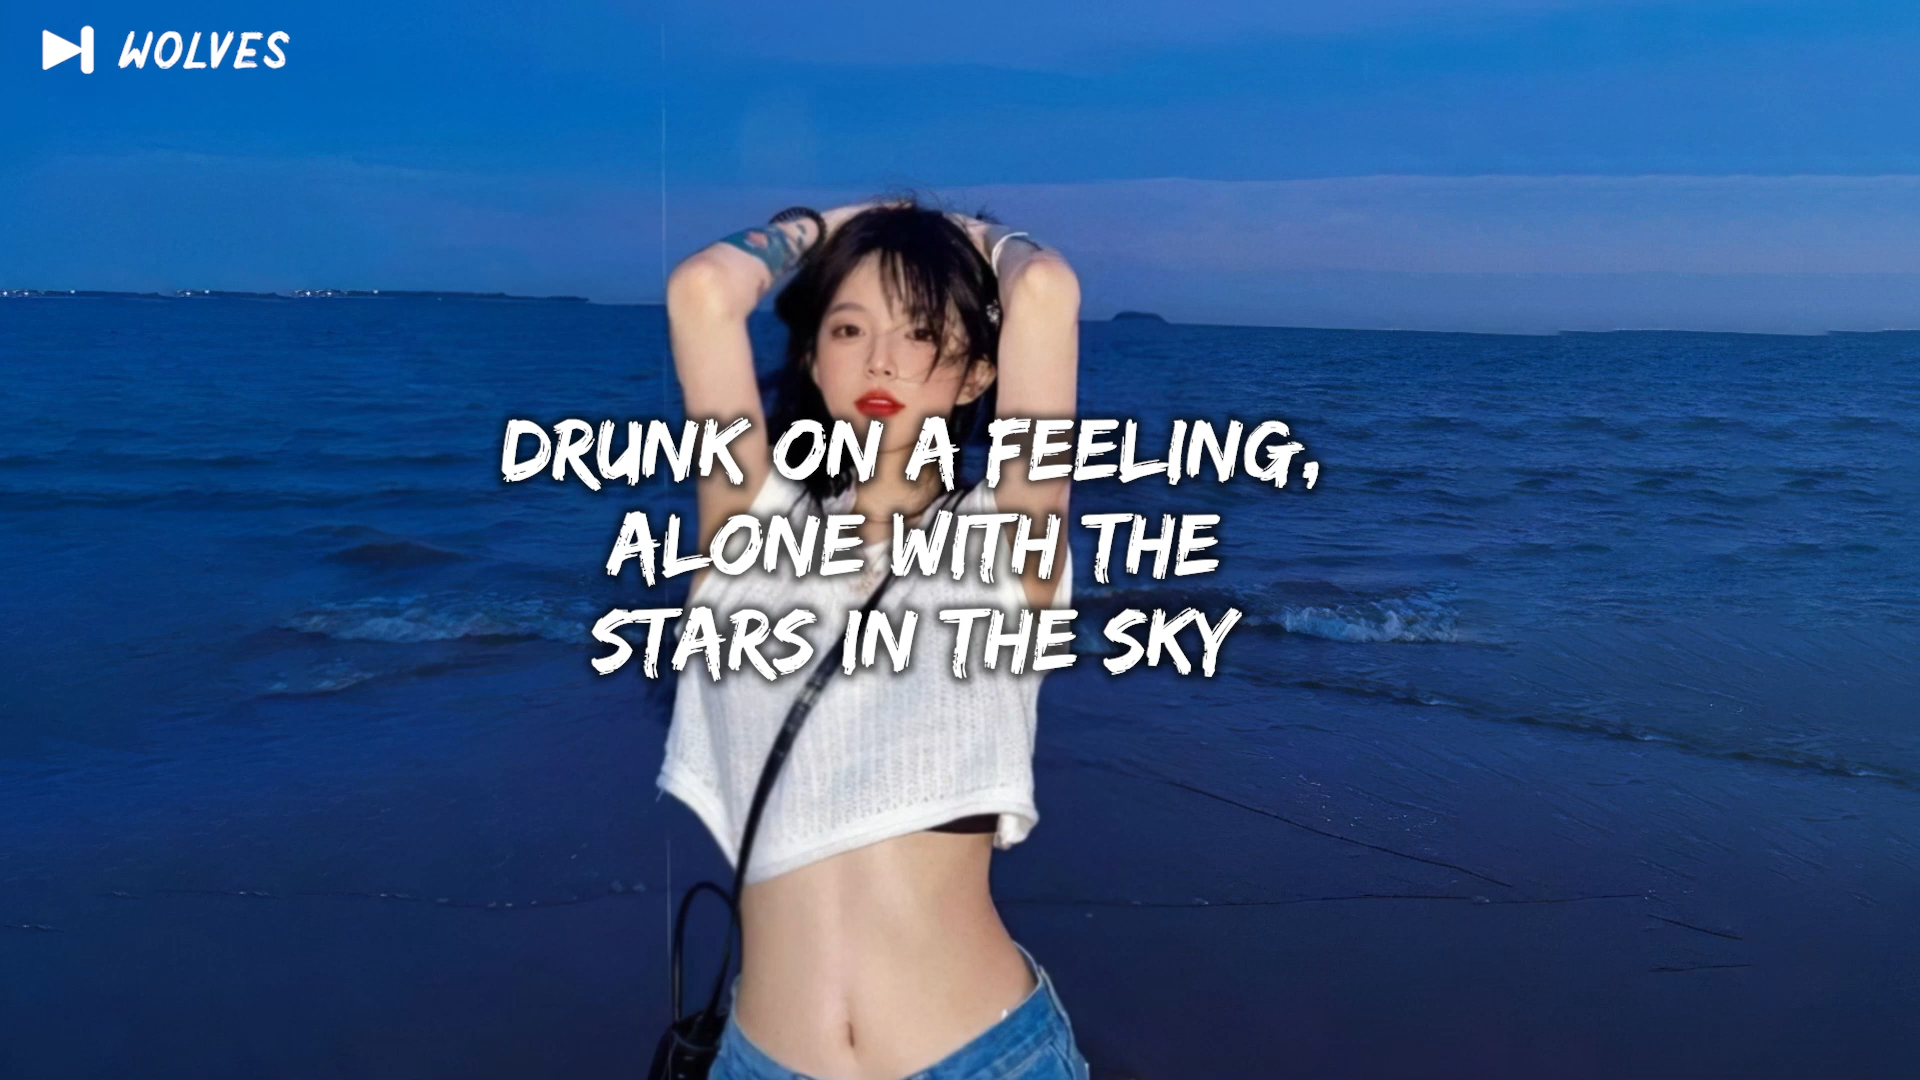 WOLVES
DRUNK ON A FEELING,
ALONE WITH THE
STARS IN THE SKY